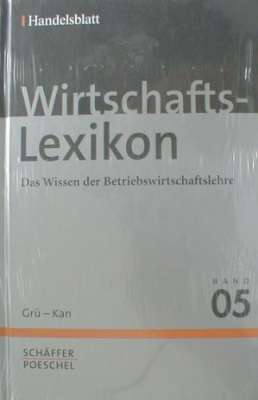 Handelsblatt
Wirtschafts-
Lexikon
Das Wissen der Betriebswirtschaftslehre
BAND
05
Grü – Kan
SCHÄFFER
POESCHEL